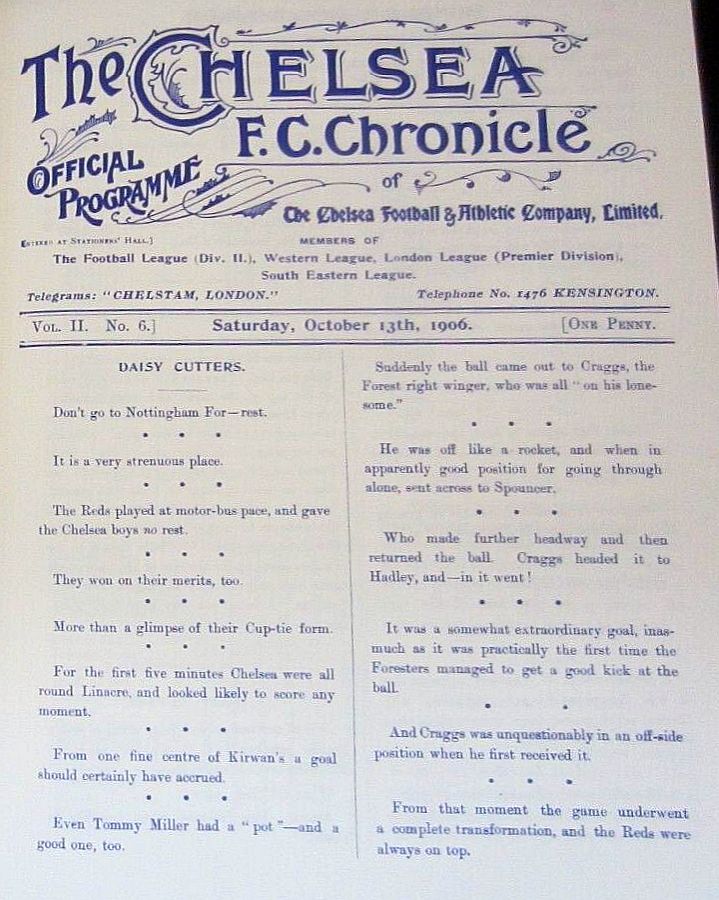 The CHELSEA
F.C. Chronicle
OFFICIAL
PROGRAMME
of
The Chelsea Football & Athletic Company, Limited.
ENTERED AT STATIONERS' HALL.]
MEMBERS OF
The Football League (Div. II.), Western League, London League (Premier Division),
South Eastern League.
Telegrams: "CHELSTAM, LONDON."
Telephone No. 1476 KENSINGTON.
VOL. II. No. 6.]
Saturday, October 13th, 1906.
[ONE PENNY.
DAISY CUTTERS.
Don't go to Nottingham For—rest.
It is a very strenuous place.
The Reds played at motor-bus pace, and gave
the Chelsea boys no rest.
They won on their merits, too.
More than a glimpse of their Cup-tie form.
For the first five minutes Chelsea were all
round Linacre, and looked likely to score any
moment.
From one fine centre of Kirwan's a goal
should certainly have accrued.
Even Tommy Miller had a "pot"—and a
good one, too.
Suddenly the ball came out to Craggs, the
Forest right winger, who was all "on his lone-
some."
He was off like a rocket, and when in
apparently good position for going through
alone, sent across to Spouncer.
Who made further headway and then
returned the ball. Craggs headed it to
Hadley, and—in it went!
It was a somewhat extraordinary goal, inas-
much as it was practically the first time the
Foresters managed to get a good kick at the
ball.
And Craggs was unquestionably in an off-side
position when he first received it.
From that moment the game underwent
a complete transformation, and the Reds were
always on top.